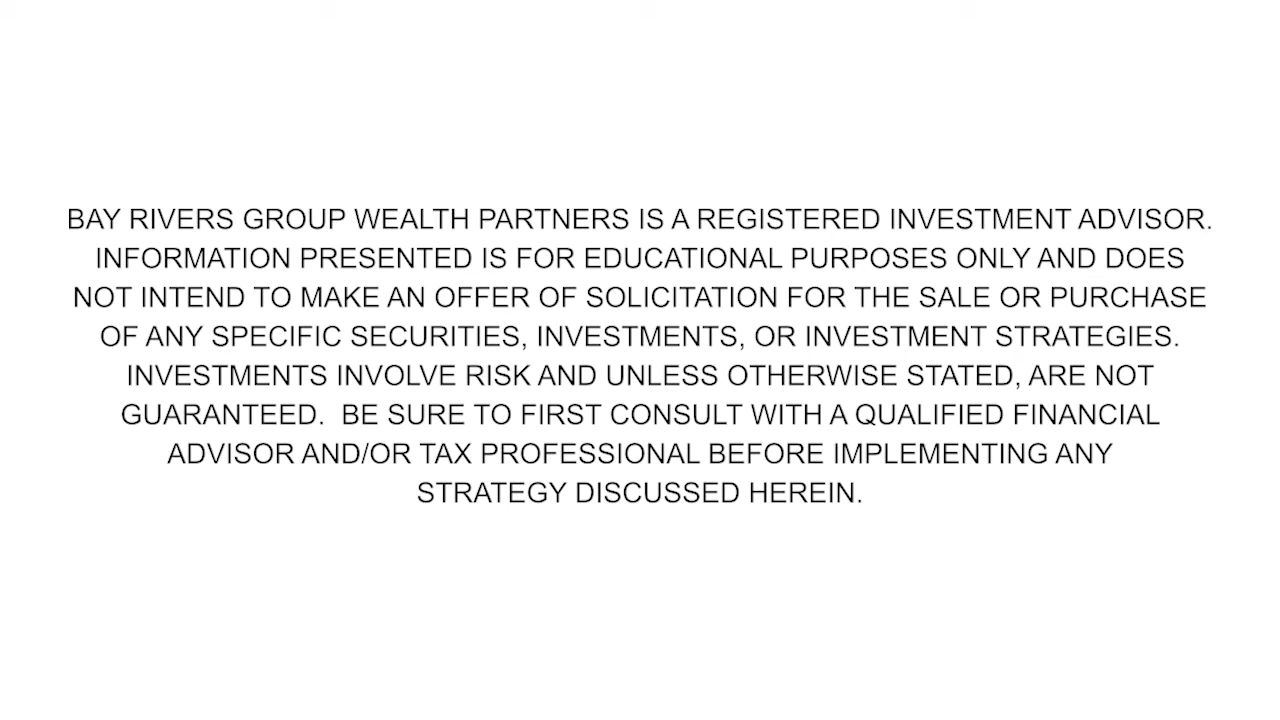 BAY RIVERS GROUP WEALTH PARTNERS IS A REGISTERED INVESTMENT ADVISOR.
INFORMATION PRESENTED IS FOR EDUCATIONAL PURPOSES ONLY AND DOES
NOT INTEND TO MAKE AN OFFER OF SOLICITATION FOR THE SALE OR PURCHASE
OF ANY SPECIFIC SECURITIES, INVESTMENTS, OR INVESTMENT STRATEGIES.
INVESTMENTS INVOLVE RISK AND UNLESS OTHERWISE STATED, ARE NOT
GUARANTEED.  BE SURE TO FIRST CONSULT WITH A QUALIFIED FINANCIAL
ADVISOR AND/OR TAX PROFESSIONAL BEFORE IMPLEMENTING ANY
STRATEGY DISCUSSED HEREIN.